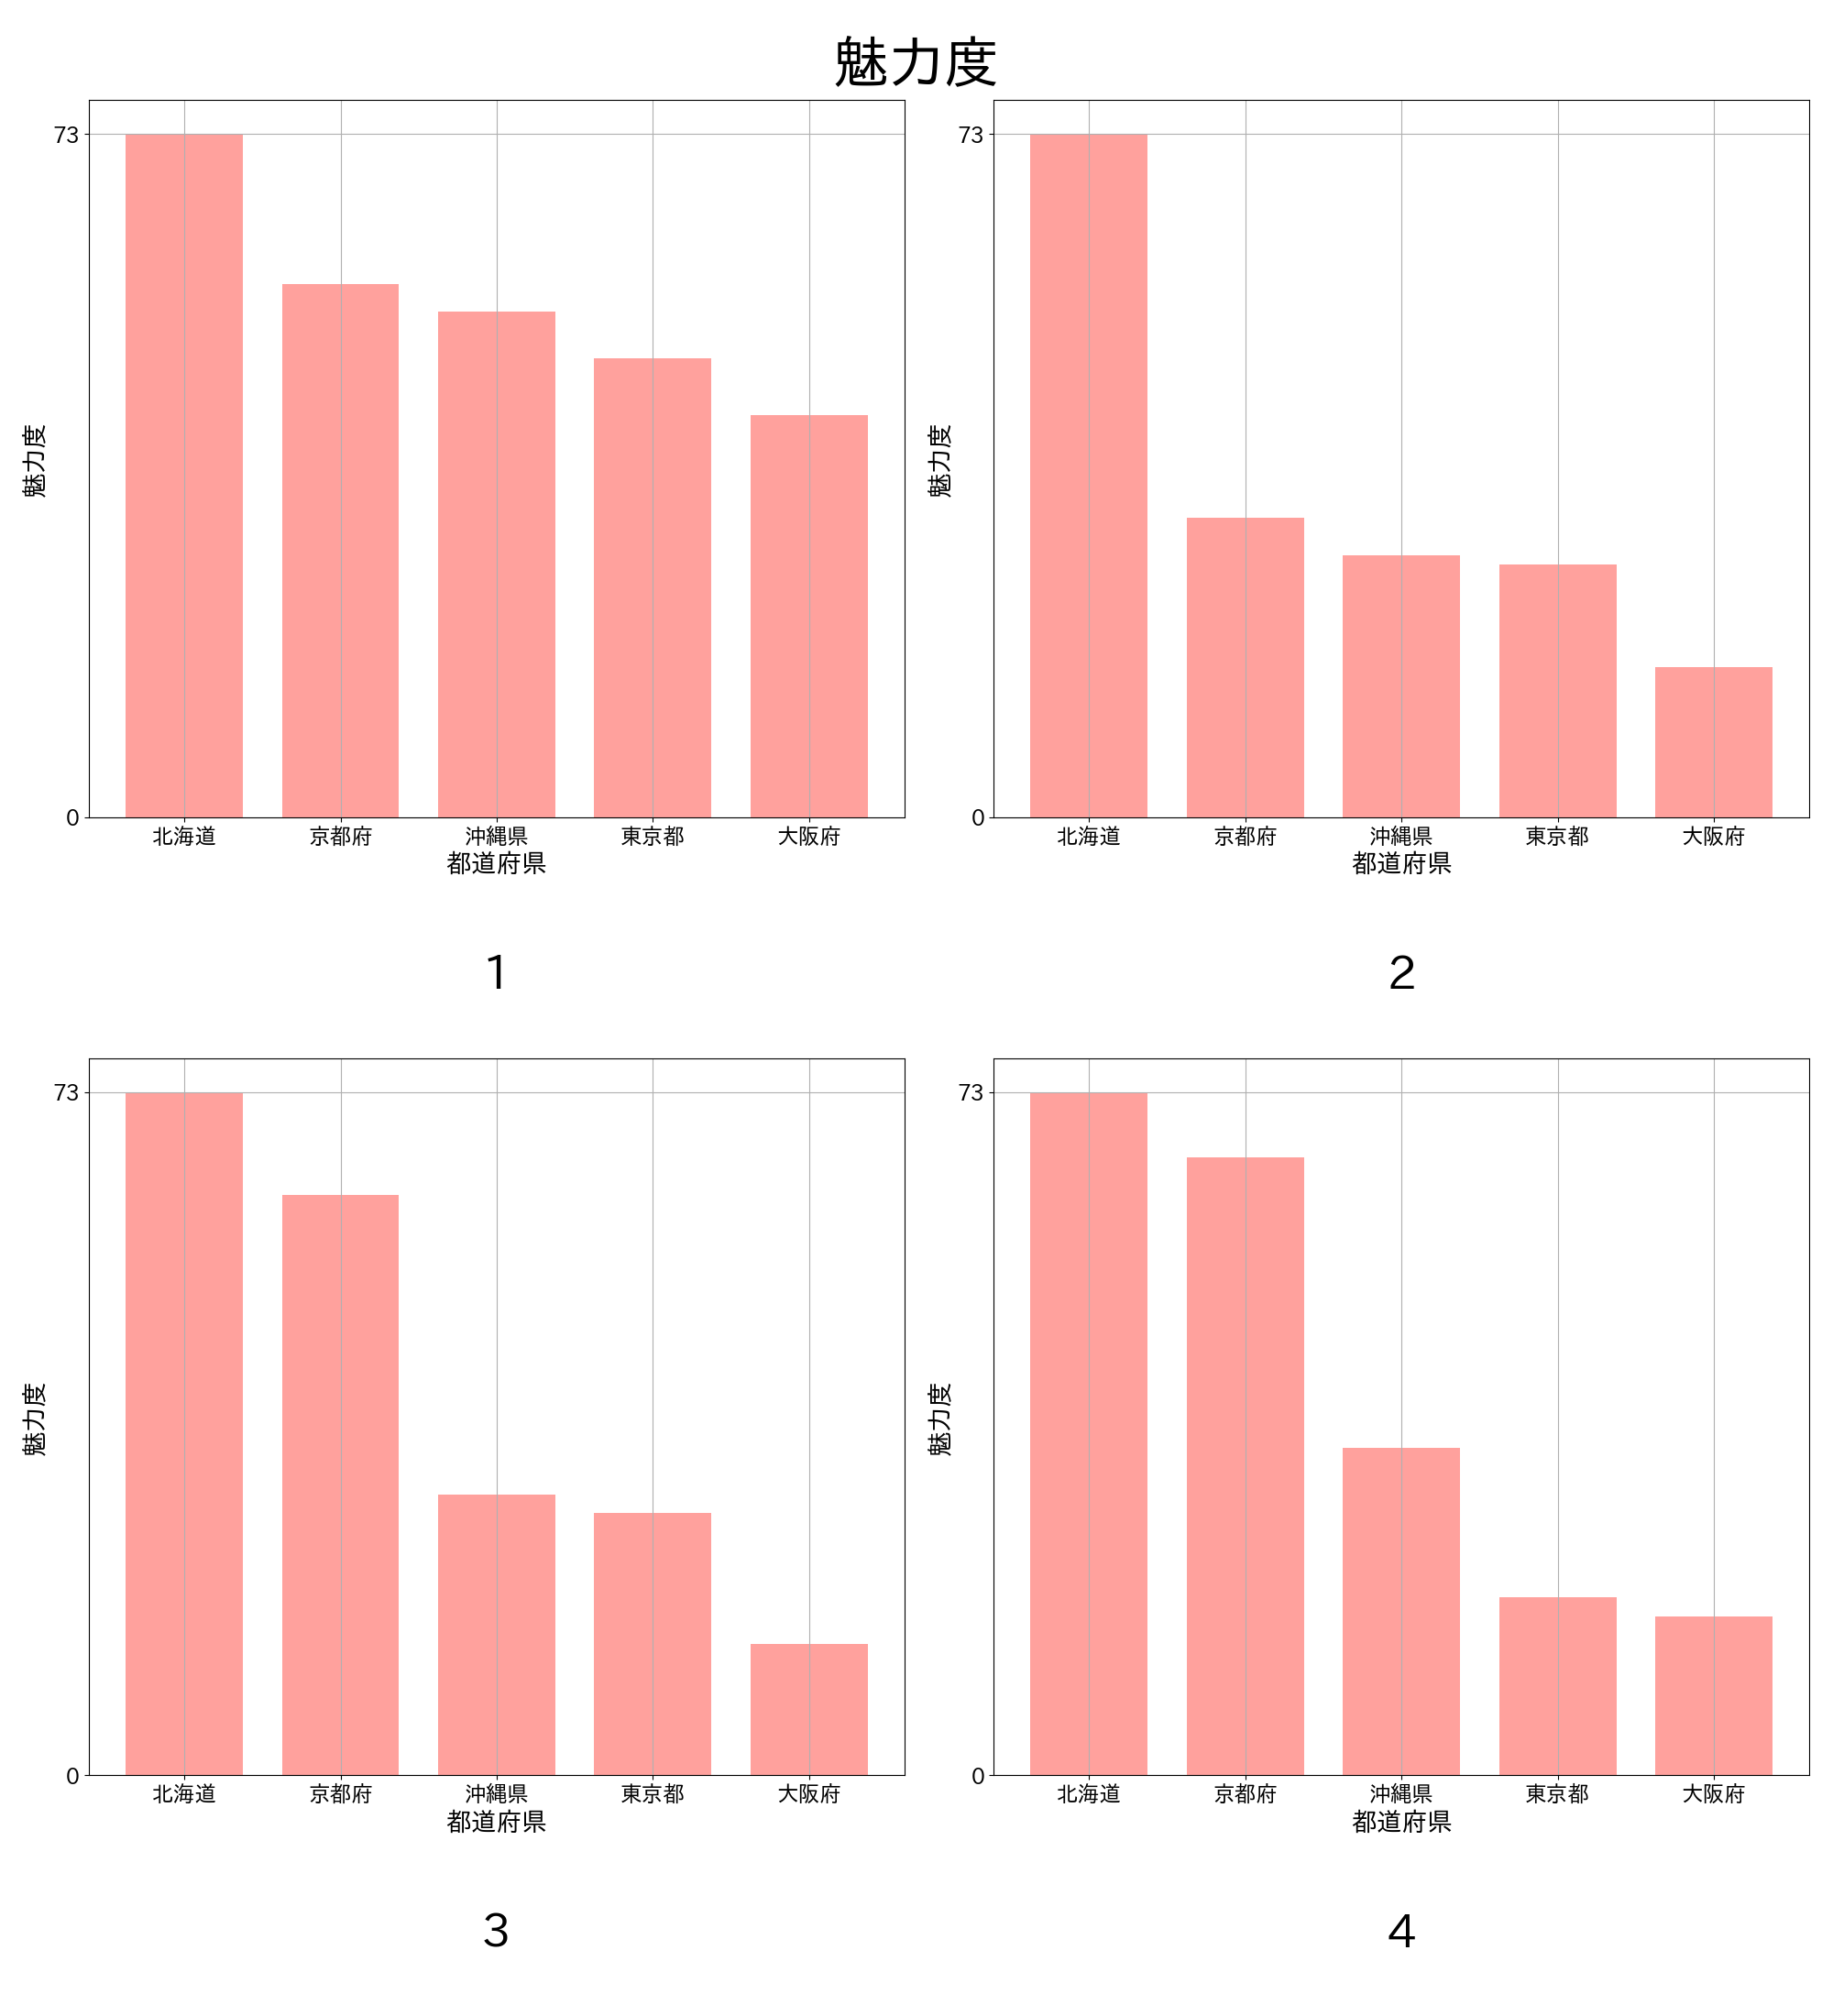 魅力度
73
0
魅力度
北海道 京都府 沖縄県 東京都 大阪府
都道府県
1
73
0
魅力度
北海道 京都府 沖縄県 東京都 大阪府
都道府県
2
73
0
魅力度
北海道 京都府 沖縄県 東京都 大阪府
都道府県
3
73
0
魅力度
北海道 京都府 沖縄県 東京都 大阪府
都道府県
4